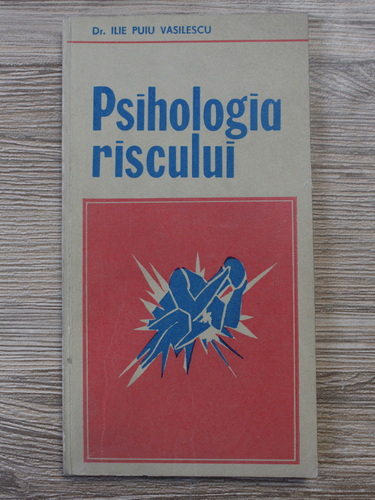 Dr. ILIE PUIU VASILESCU
Psihologia
riscului